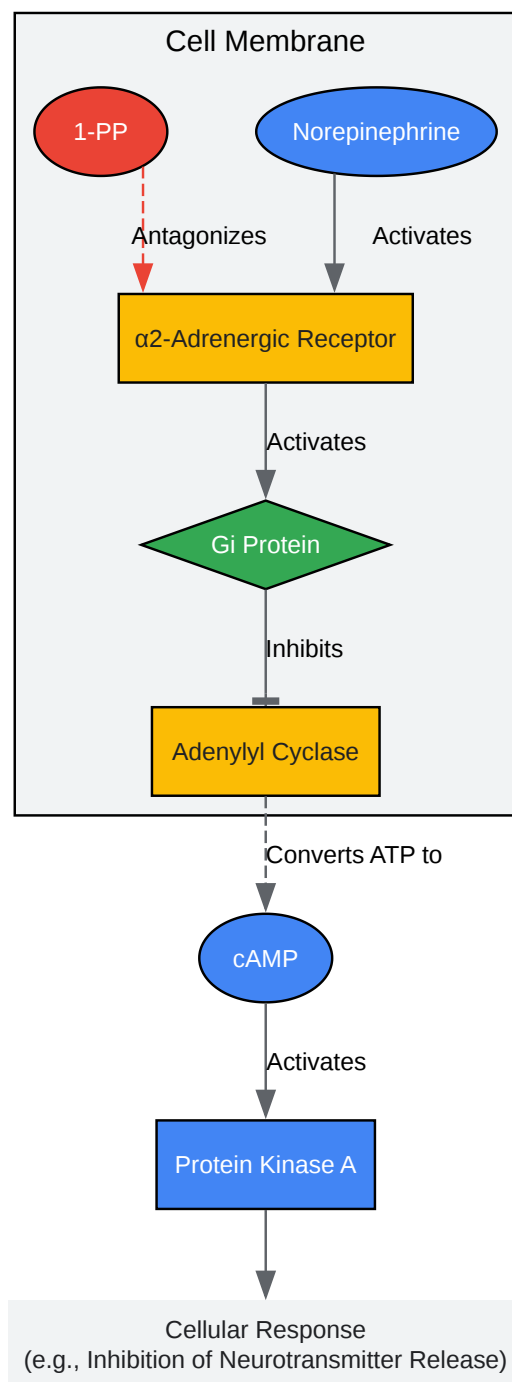 Cell Membrane
1-PP
Norepinephrine
Antagonizes
Activates
α2-Adrenergic Receptor
Activates
Gi Protein
Inhibits
Adenylyl Cyclase
Converts ATP to
cAMP
Activates
Protein Kinase A
Cellular Response
(e.g., Inhibition of Neurotransmitter Release)